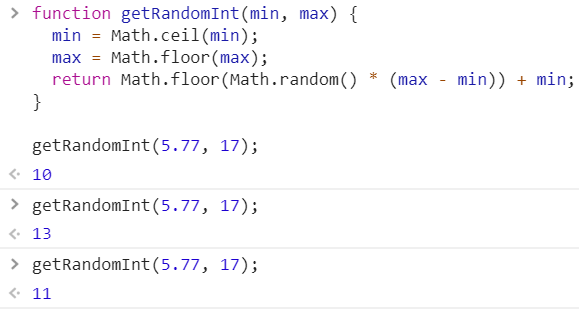 > function getRandomInt(min, max) {
min = Math.ceil(min);
max = Math.floor(max);
return Math.floor(Math.random() * (max - min)) + min;
}
getRandomInt(5.77, 17);
10
> getRandomInt(5.77, 17);
13
> getRandomInt(5.77, 17);
11